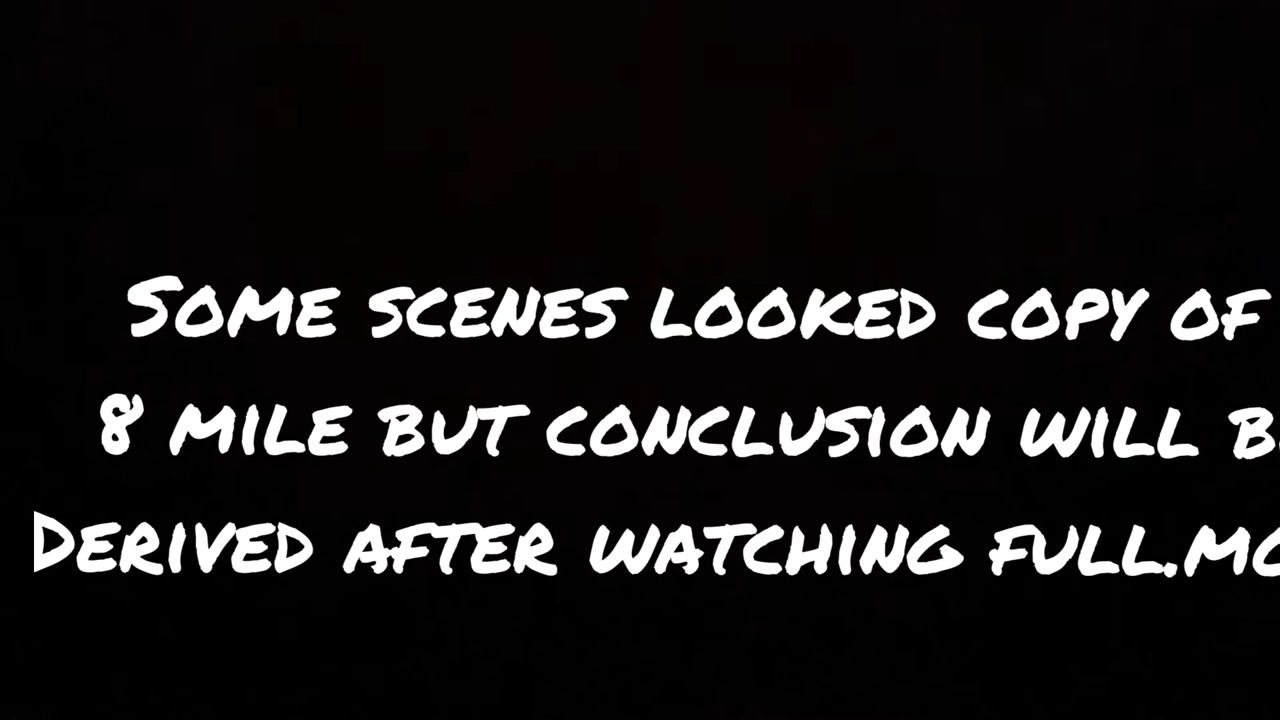 Some scenes looked copy of
8 mile but conclusion will
Derived after watching full.